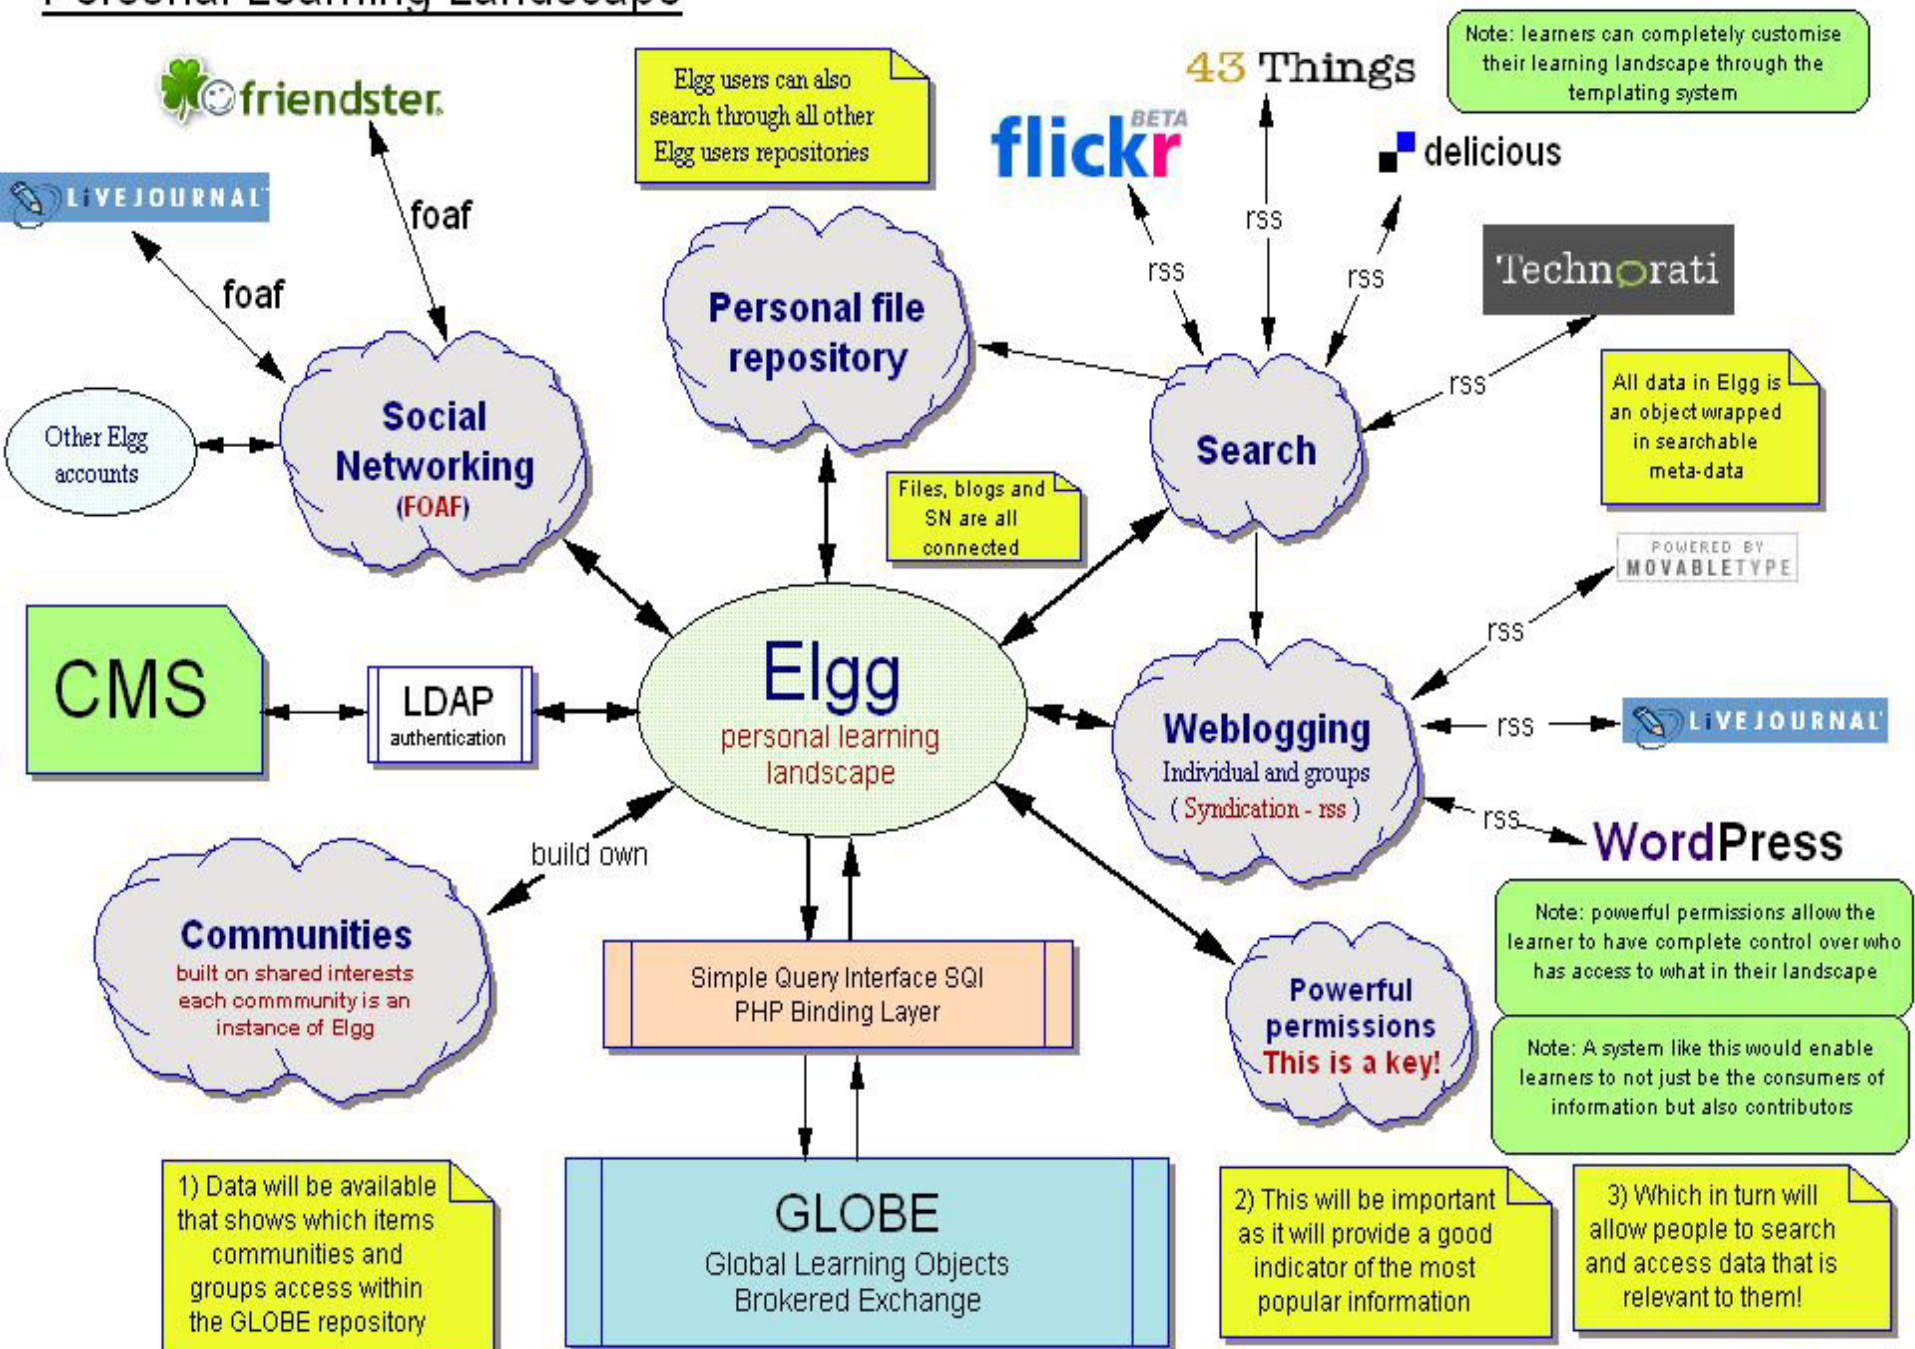 Personal Learning Landscape
friendster.
LiVEJOURNAL
foaf
foaf
Elgg users can also
search through all other
Elgg users repositories
43 Things
flickr
BETA
delicious
Note: learners can completely customise
their learning landscape through the
templating system
rss
rss
rss
Technorati
rss
Personal file
repository
Search
All data in Elgg is
an object wrapped
in searchable
meta-data
Other Elgg
accounts
Social
Networking
(FOAF)
Files, blogs and
SN are all
connected
POWERED BY
MOVABLETYPE
rss
CMS
LDAP
authentication
Elgg
personal learning
landscape
Weblogging
Individual and groups
( Syndication - rss )
rss
LiVEJOURNAL
rss
WordPress
build own
Communities
built on shared interests
each commmunity is an
instance of Elgg
Simple Query Interface SQI
PHP Binding Layer
Powerful
permissions
This is a key!
Note: powerful permissions allow the
learner to have complete control over who
has access to what in their landscape
Note: A system like this would enable
learners to not just be the consumers of
information but also contributors
1) Data will be available
that shows which items
communities and
groups access within
the GLOBE repository
GLOBE
Global Learning Objects
Brokered Exchange
2) This will be important
as it will provide a good
indicator of the most
popular information
3) Which in turn will
allow people to search
and access data that is
relevant to them!